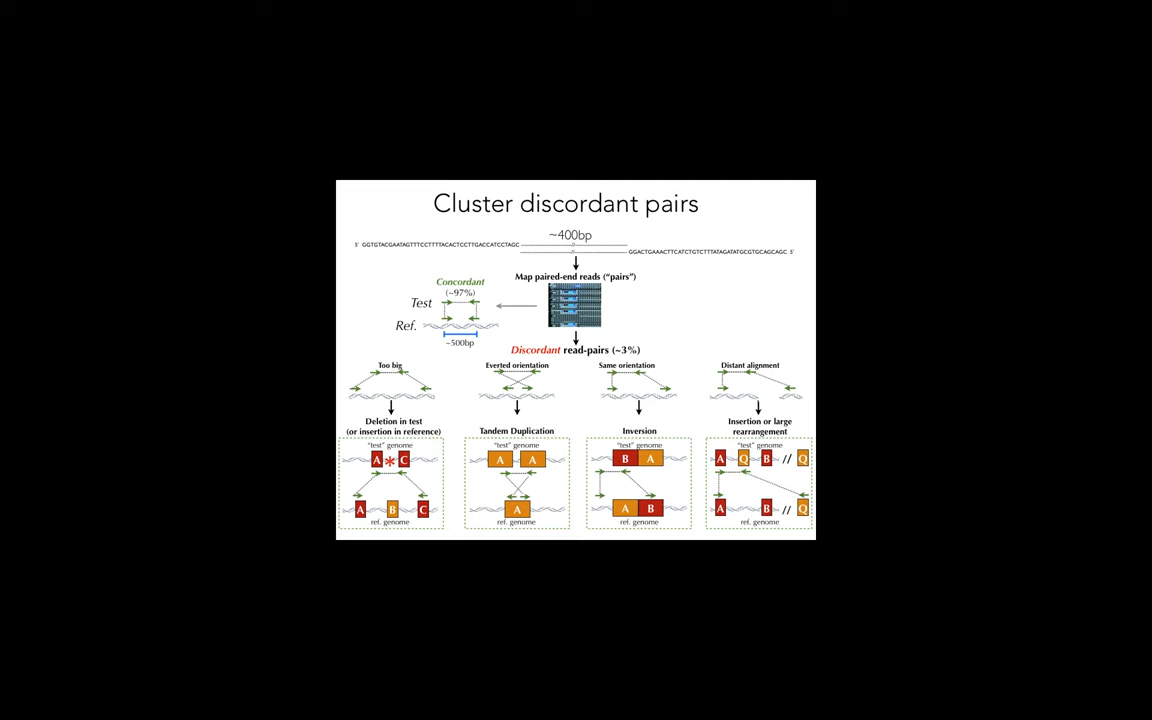 Cluster discordant pairs
~400bp
5' GGTGTACGAATAGTTTCCTTTTACACTCCTTGACCATCCTAGC
GGACTGAAACTTCATCTGTCTTTATAGATATGCGTGCAGCAGC 5'
Map paired-end reads ("pairs")
Concordant
(~97%)
Test
Ref.
~500bp
Discordant read-pairs (~3%)
Too big
Everted orientation
Same orientation
Distant alignment
Deletion in test
(or insertion in reference)
Tandem Duplication
Inversion
Insertion or large
rearrangement
"test" genome
A * C
A B C
ref. genome
"test" genome
A A
A
ref. genome
"test" genome
B A
A B
ref. genome
"test" genome
A Q B // Q
A B // Q
ref. genome